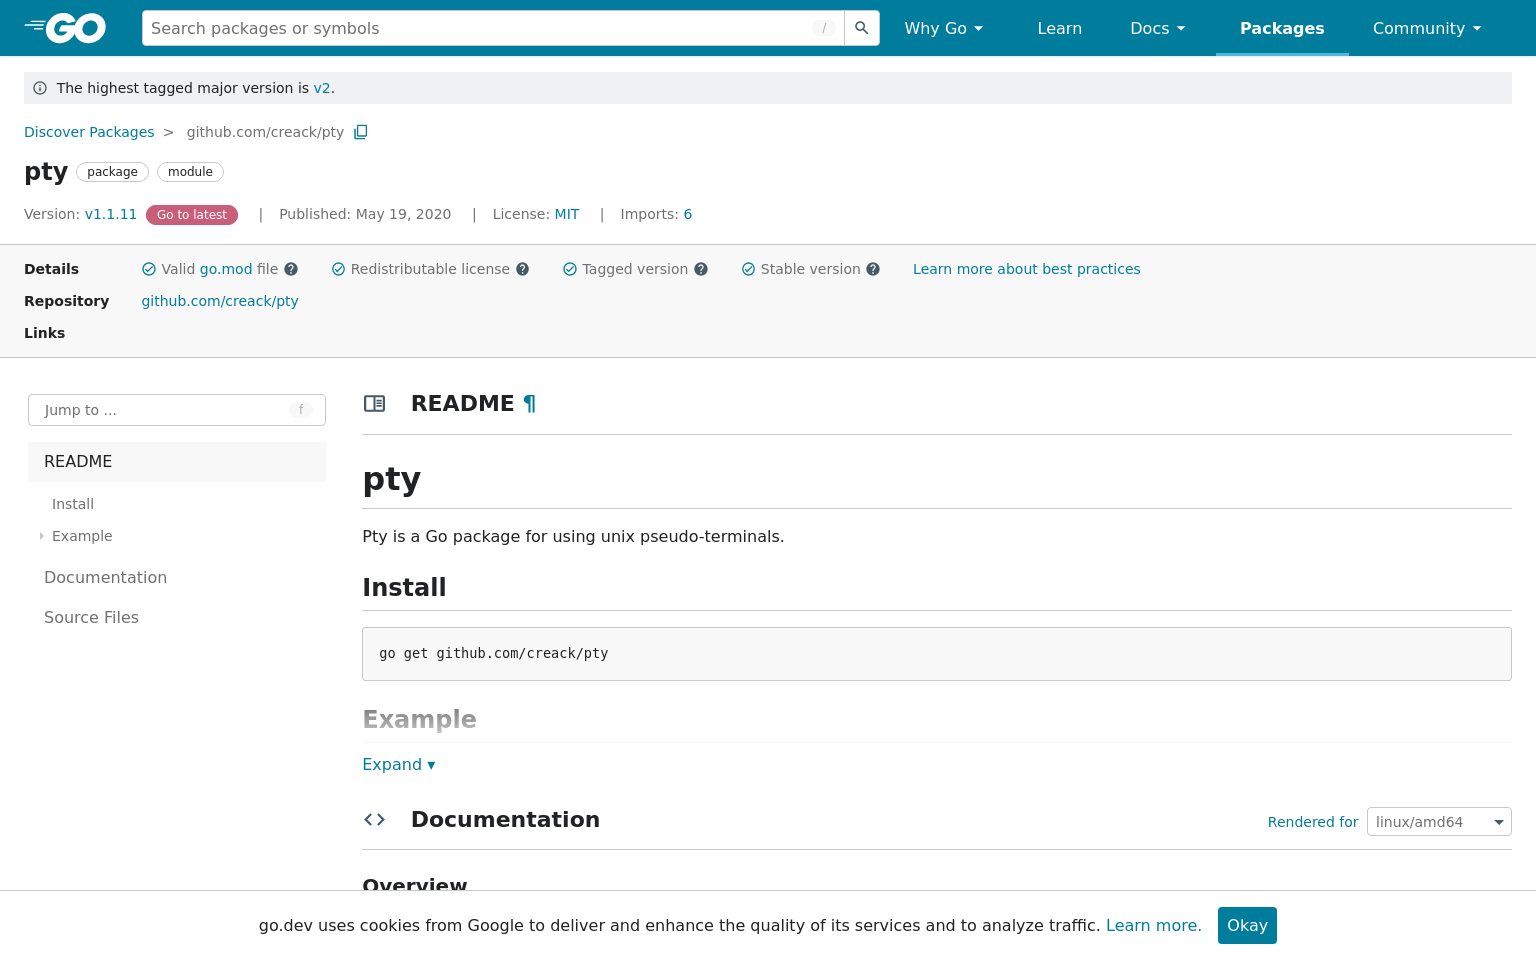 GO
Search packages or symbols
/
Why Go
Learn
Docs
Packages
Community
The highest tagged major version is v2.
Discover Packages > github.com/creack/pty
pty package module
Version: v1.1.11 Go to latest | Published: May 19, 2020 | License: MIT | Imports: 6
Details
Valid go.mod file
Redistributable license
Tagged version
Stable version
Learn more about best practices
Repository
github.com/creack/pty
Links
Jump to ...
f
README
Install
Example
Documentation
Source Files
README ¶
pty
Pty is a Go package for using unix pseudo-terminals.
Install
go get github.com/creack/pty
Example
Expand ▾
Documentation
Rendered for linux/amd64
Overview
go.dev uses cookies from Google to deliver and enhance the quality of its services and to analyze traffic. Learn more.
Okay